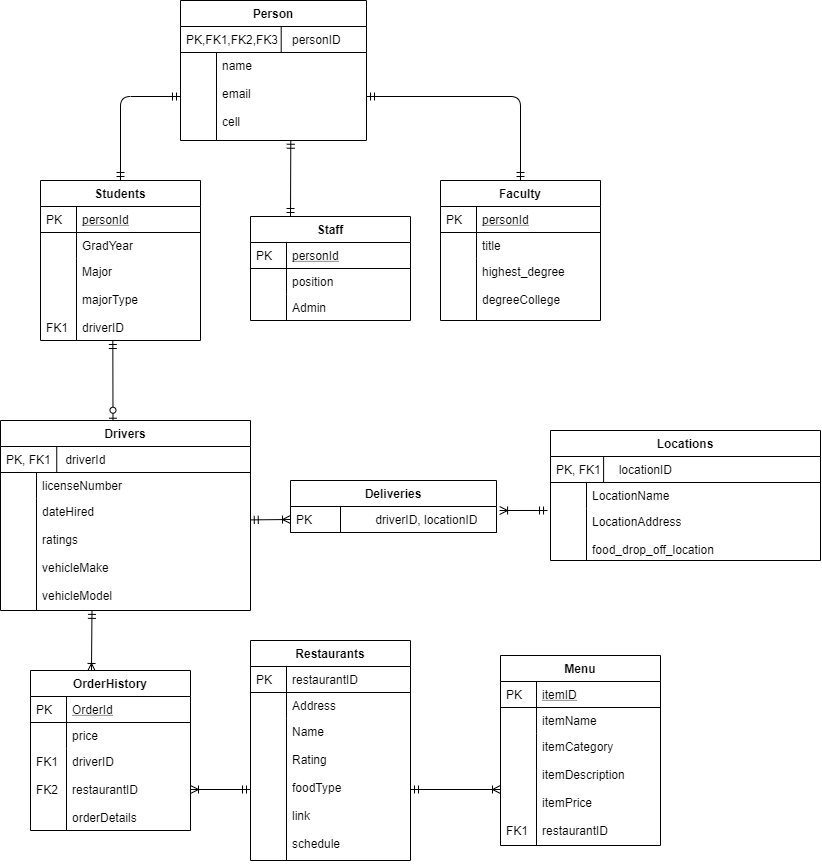 Person
PK,FK1,FK2,FK3 personID
name
email
cell
Students
PK personId
GradYear
Major
majorType
FK1 driverID
Staff
PK personId
position
Admin
Faculty
PK personId
title
highest_degree
degreeCollege
Drivers
PK, FK1 driverId
licenseNumber
dateHired
ratings
vehicleMake
vehicleModel
Deliveries
PK driverID, locationID
Locations
PK, FK1 locationID
LocationName
LocationAddress
food_drop_off_location
OrderHistory
PK OrderId
price
FK1 driverID
FK2 restaurantID
orderDetails
Restaurants
PK restaurantID
Address
Name
Rating
foodType
link
schedule
Menu
PK itemID
itemName
itemCategory
itemDescription
itemPrice
FK1 restaurantID